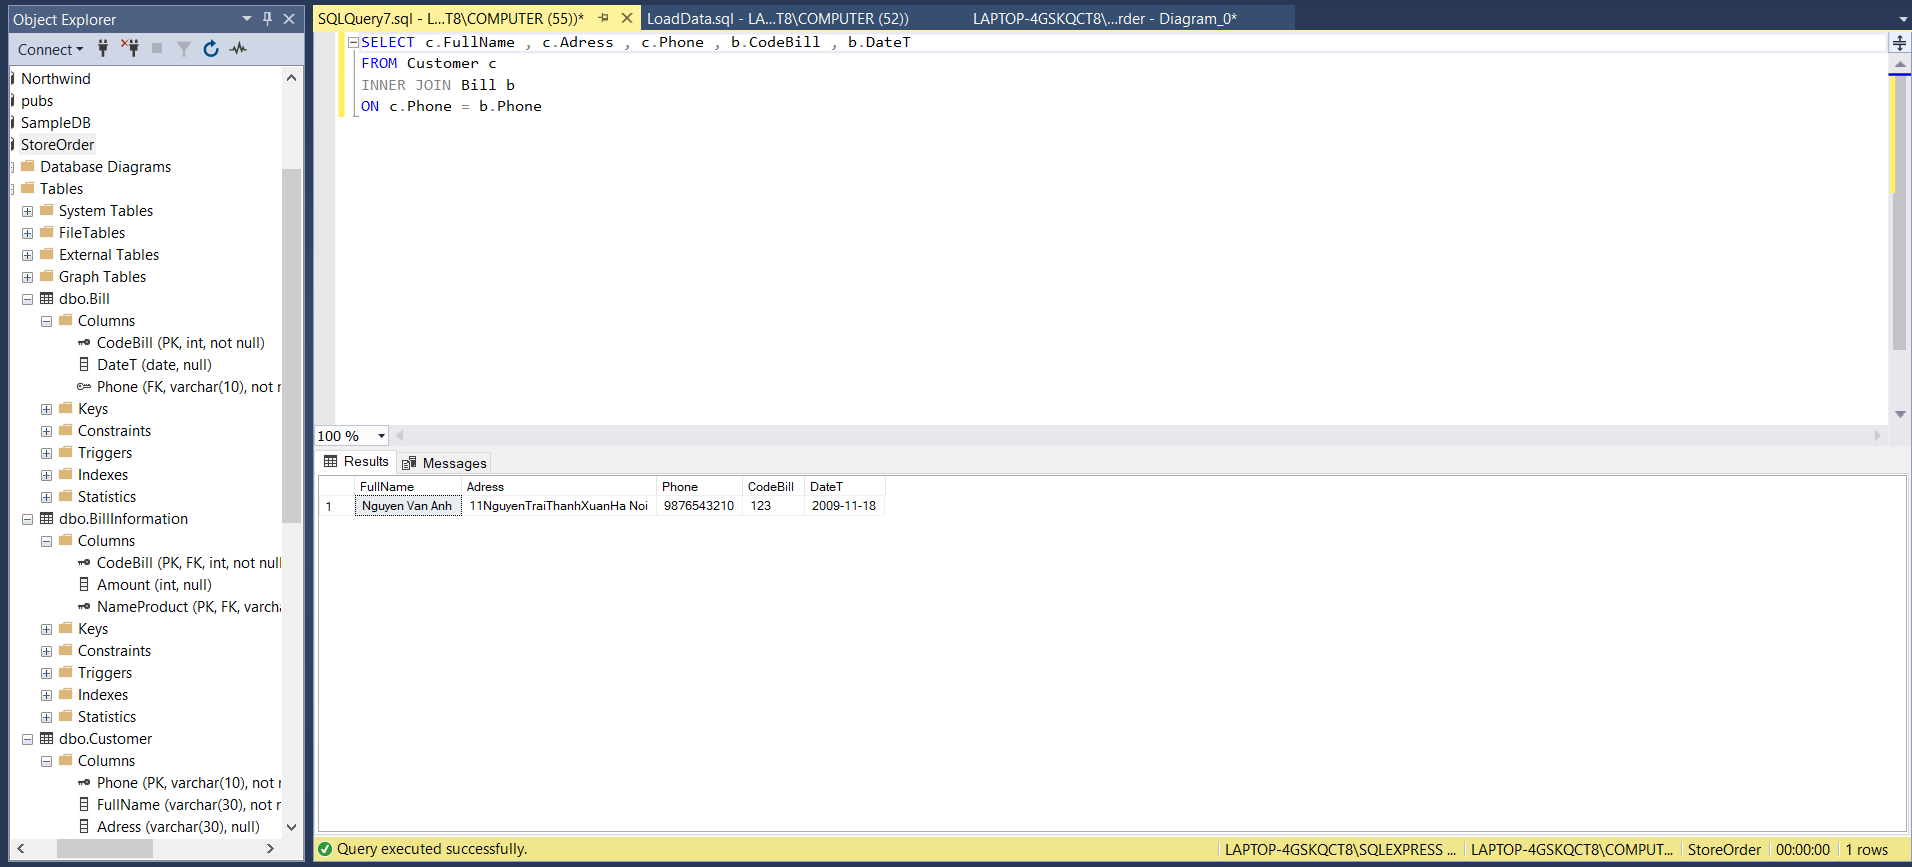 Object Explorer
Connect
Northwind
pubs
SampleDB
StoreOrder
Database Diagrams
Tables
System Tables
FileTables
External Tables
Graph Tables
dbo.Bill
Columns
CodeBill (PK, int, not null)
DateT (date, null)
Phone (FK, varchar(10), not r
Keys
Constraints
Triggers
Indexes
Statistics
dbo.BillInformation
Columns
CodeBill (PK, FK, int, not null
Amount (int, null)
NameProduct (PK, FK, varcha
Keys
Constraints
Triggers
Indexes
Statistics
dbo.Customer
Columns
Phone (PK, varchar(10), not r
FullName (varchar(30), not r
Adress (varchar(30), null)
SQLQuery7.sql - L...T8\COMPUTER (55))* LoadData.sql - LA...T8\COMPUTER (52)) LAPTOP-4GSKQCT8\...rder - Diagram_0*
SELECT c.FullName , c.Adress , c.Phone , b.CodeBill , b.DateT
FROM Customer c
INNER JOIN Bill b
ON c.Phone = b.Phone
100 %
Results Messages
FullName Adress Phone CodeBill DateT
1 Nguyen Van Anh 11NguyenTraiThanhXuanHa Noi 9876543210 123 2009-11-18
Query executed successfully. LAPTOP-4GSKQCT8\SQLEXPRESS ... LAPTOP-4GSKQCT8\COMPUT... StoreOrder 00:00:00 1 rows